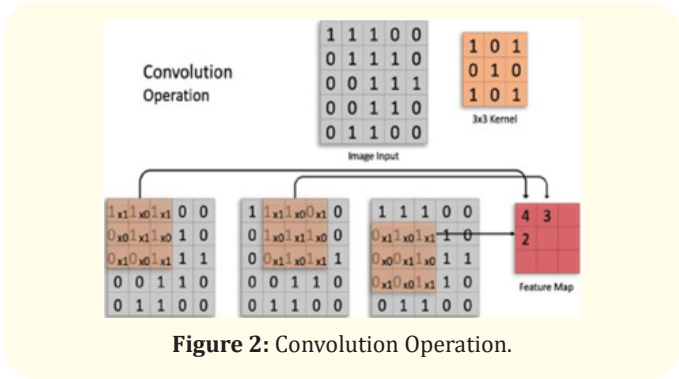 Convolution
Operation
1 1 1 0 0
0 1 1 1 0
0 0 1 1 1
0 0 1 1 0
0 1 1 0 0
Image Input
1 0 1
0 1 0
1 0 1
3x3 Kernel
1x1 1x0 1x1 0 0
0x0 1x1 1x0 1 0
0x1 0x0 1x1 1 1
0 0 1 1 0
0 1 1 0 0
1 1x1 1x0 0x1 0
0 1x0 1x1 1x0 0
0 0x1 1x0 1x1 1
0 0 1 1 0
0 1 1 0 0
1 1 1 0 0
0x1 1x0 1x1 1 0
0x0 0x1 1x0 1 1
0x1 0x0 1x1 1 0
0 1 1 0 0
4 3
2
Feature Map
Figure 2: Convolution Operation.